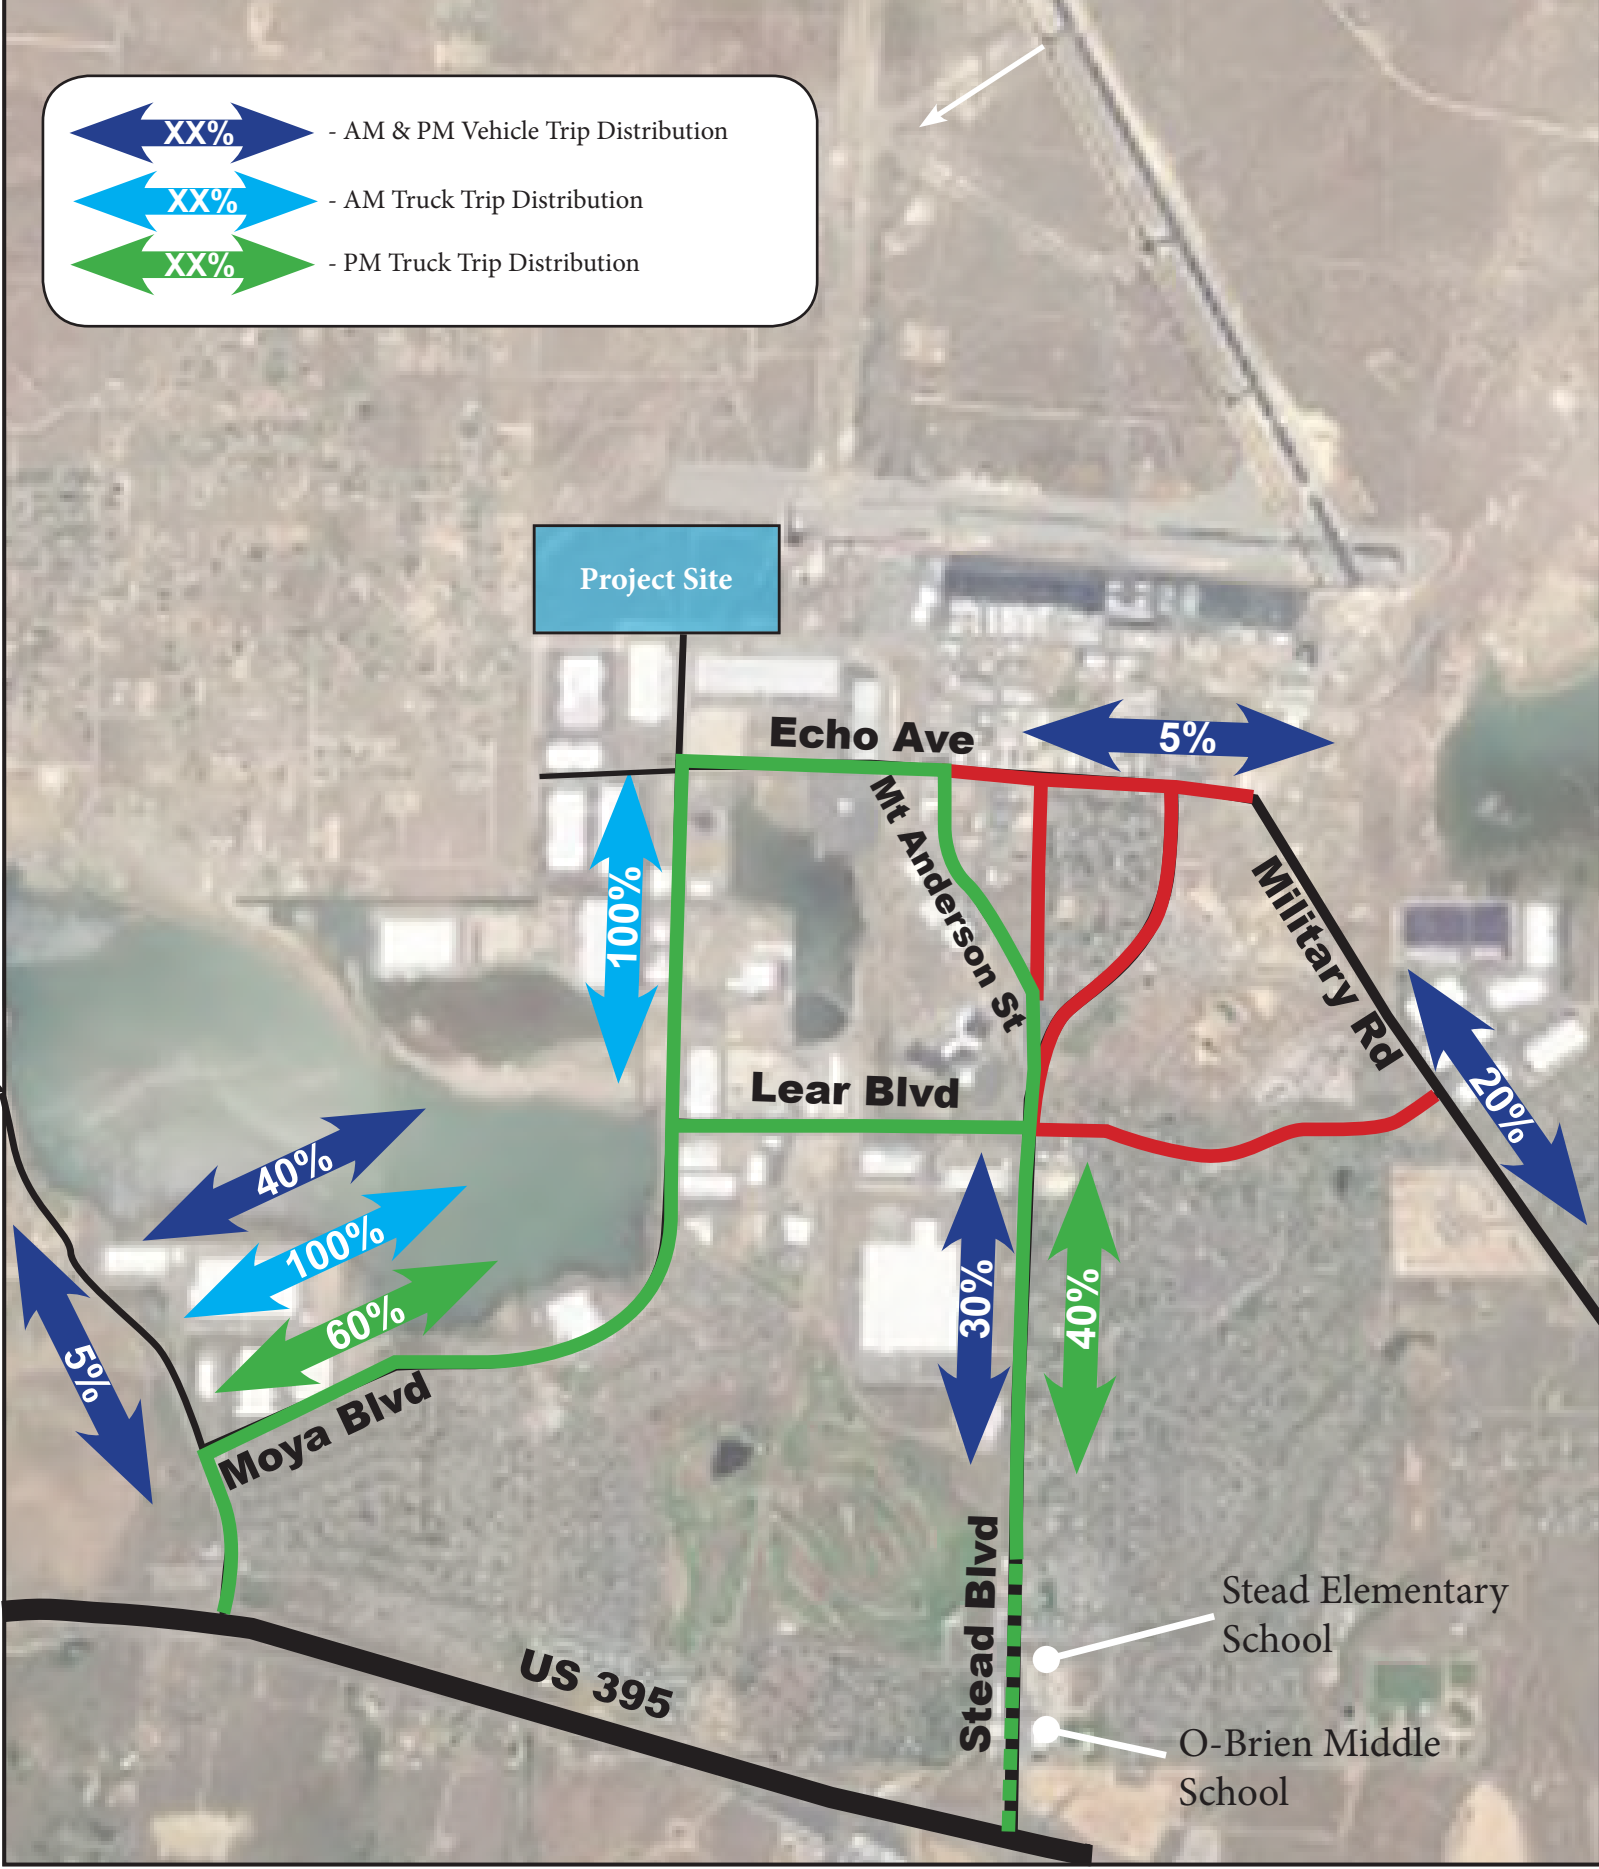 XX% - AM & PM Vehicle Trip Distribution
XX% - AM Truck Trip Distribution
XX% - PM Truck Trip Distribution
Project Site
Echo Ave
5%
Mt Anderson St
100%
Military Rd
20%
Lear Blvd
40%
100%
60%
5%
30%
40%
Moya Blvd
Stead Blvd
Stead Elementary
School
US 395
O-Brien Middle
School